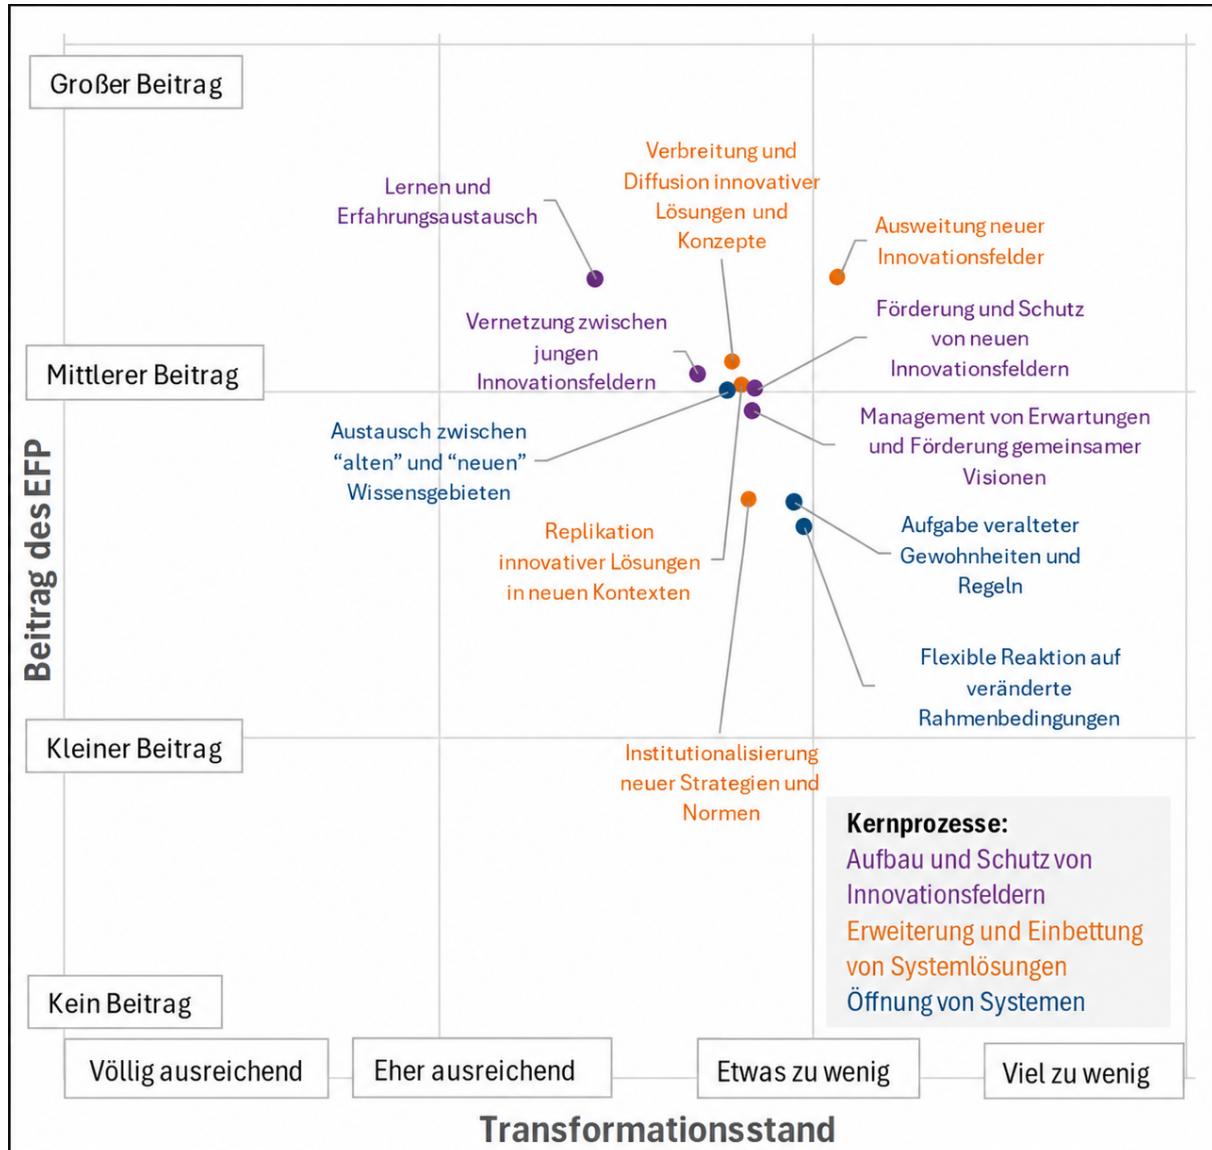 Großer Beitrag
Verbreitung und
Diffusion innovativer
Lösungen und
Konzepte
Lernen und
Erfahrungsaustausch
Ausweitung neuer
Innovationsfelder
Vernetzung zwischen
jungen
Innovationsfeldern
Förderung und Schutz
von neuen
Innovationsfeldern
Mittlerer Beitrag
Management von Erwartungen
und Förderung gemeinsamer
Visionen
Austausch zwischen
“alten” und “neuen”
Wissensgebieten
Beitrag des EFP
Replikation
innovativer Lösungen
in neuen Kontexten
Aufgabe veralteter
Gewohnheiten und
Regeln
Flexible Reaktion auf
veränderte
Rahmenbedingungen
Kleiner Beitrag
Institutionalisierung
neuer Strategien und
Normen
Kernprozesse:
Aufbau und Schutz von
Innovationsfeldern
Erweiterung und Einbettung
von Systemlösungen
Öffnung von Systemen
Kein Beitrag
Völlig ausreichend
Eher ausreichend
Etwas zu wenig
Viel zu wenig
Transformationsstand